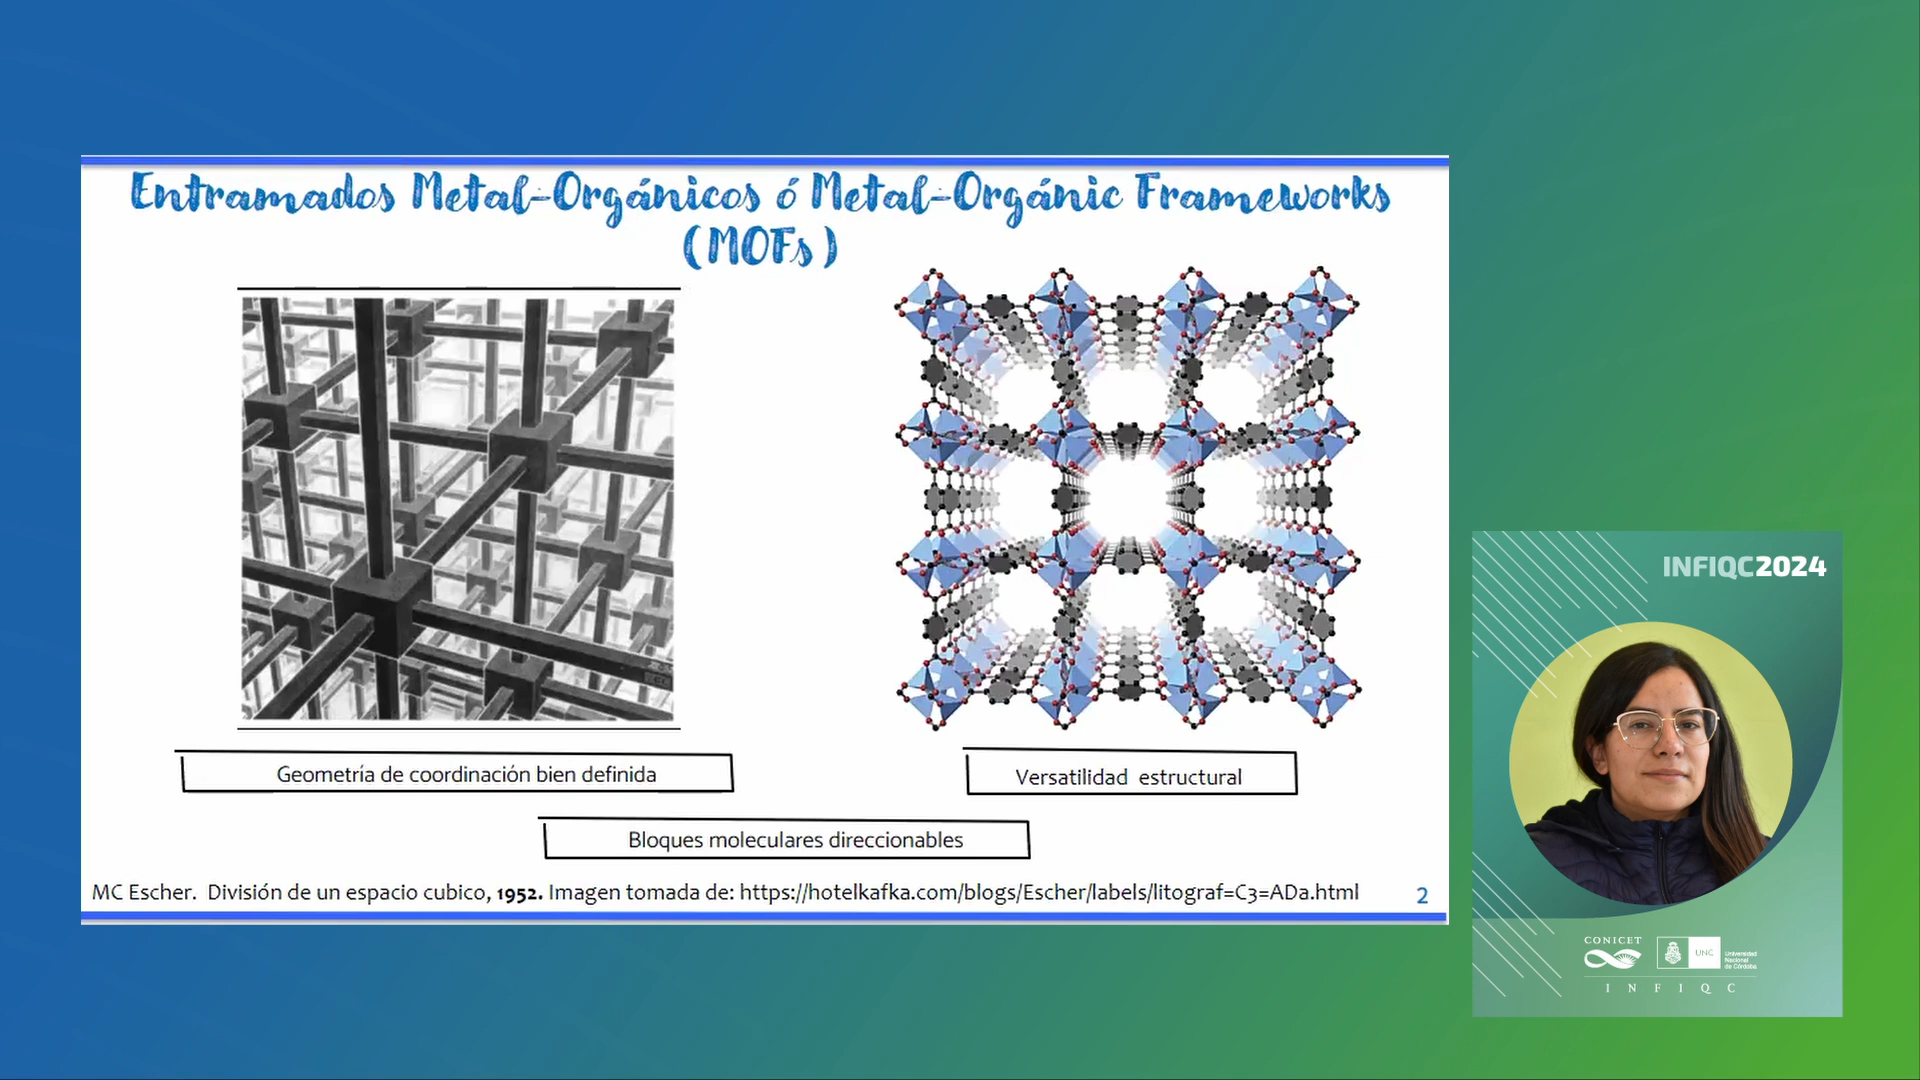 Entramados Metal-Orgánicos ó Metal-Orgánic Frameworks
(MOFs)
Geometría de coordinación bien definida
Versatilidad estructural
Bloques moleculares direccionables
MC Escher. División de un espacio cubico, 1952. Imagen tomada de: https://hotelkafka.com/blogs/Escher/labels/litograf=C3=ADa.html
2
INFIQC2024
CONICET
UNC
Universidad
Nacional
de Córdoba
INFIQC